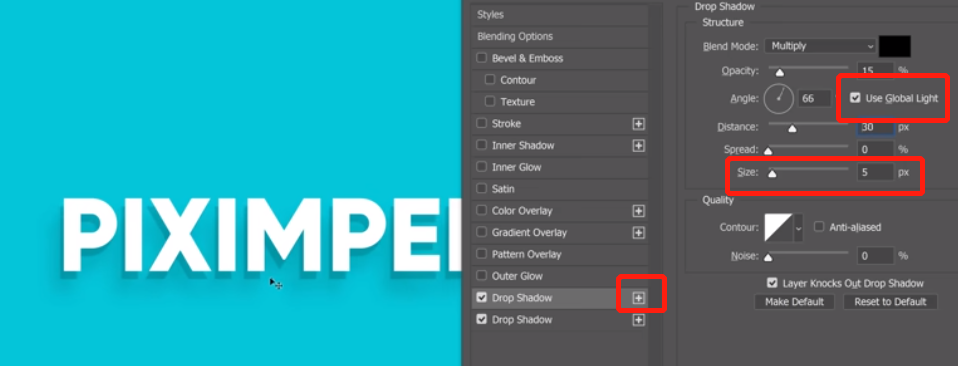 PIXIMPE
Styles
Blending Options
Bevel & Emboss
Contour
Texture
Stroke
Inner Shadow
Inner Glow
Satin
Color Overlay
Gradient Overlay
Pattern Overlay
Outer Glow
Drop Shadow
Drop Shadow
Drop Shadow
Structure
Blend Mode: Multiply
Opacity: 15 %
Angle: 66 Use Global Light
Distance: 30 px
Spread: 0 %
Size: 5 px
Quality
Contour: Anti-aliased
Noise: 0 %
Layer Knocks Out Drop Shadow
Make Default Reset to Default